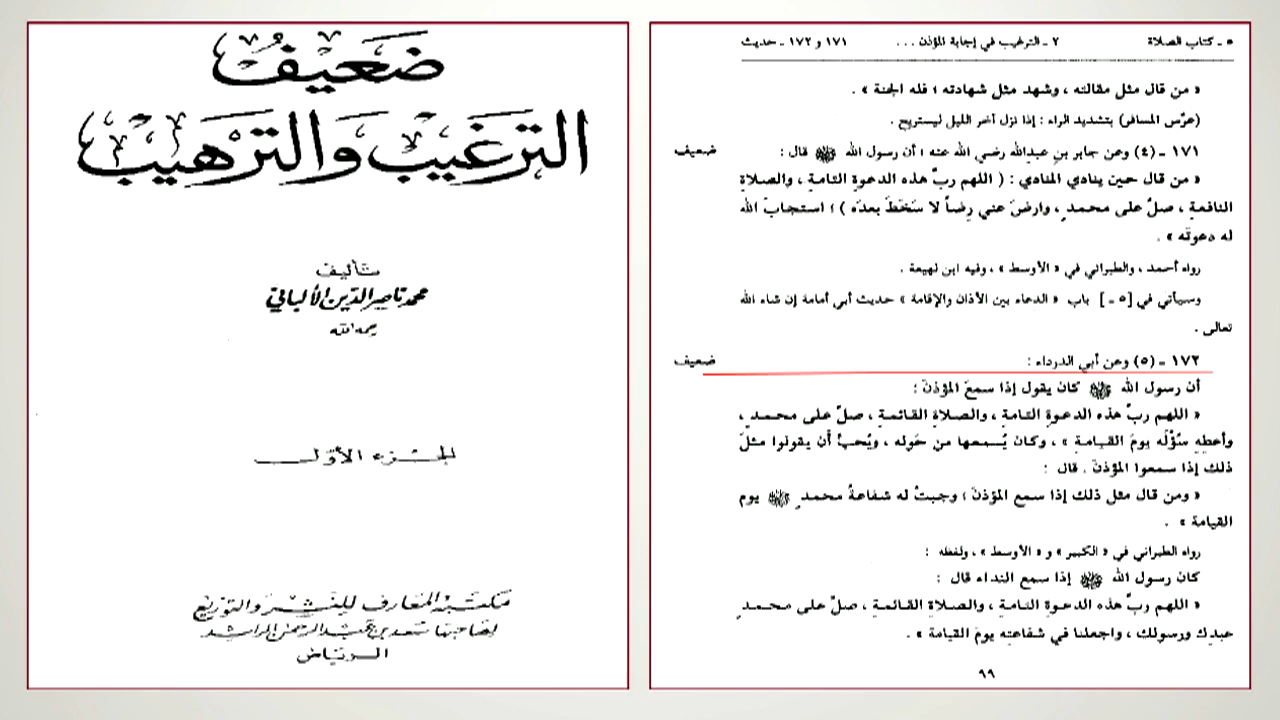 ضعيف
الترغيب والترهيب
تأليف
محمد ناصر الدين الألباني
رحمه الله
الجزء الأول
مكتبة المعارف للنشر والتوزيع
لصاحبها سعد بن عبد الرحمن الراشد
الرياض
٥ ـ كتاب الصلاة ٢ ـ الترغيب في إجابة المؤذن . . . ١٧١ و ١٧٢ ـ حديث
« من قال مثل مقالته ، وشهد مثل شهادته ؛ فله الجنة » .
(عرّس المسافر) بتشديد الراء : إذا نزل آخر الليل ليستريح .
١٧١ ـ (٤) وعن جابر بنِ عبدِالله رضي الله عنه ؛ أن رسول الله ﷺ قال : ضعيف
« من قال حين ينادي المنادي : ( اللهم ربَّ هذه الدعوةِ التامةِ ، والصلاةِ
النافعةِ ، صلِّ على محمدٍ ، وارضَ عني رضاً لا سَخَطَ بعدَه ) ؛ استجابَ الله
له دعوتَه » .
رواه أحمد ، والطبراني في « الأوسط » ، وفيه ابن لهيعة .
وسيأتي في [٥ ـ] باب « الدعاء بين الأذان والإقامة » حديث أبي أمامة إن شاء الله
تعالى .
١٧٢ ـ (٥) وعن أبي الدرداء : ضعيف
أن رسول الله ﷺ كان يقول إذا سمعَ المؤذنَ :
« اللهم ربَّ هذه الدعوةِ التامةِ ، والصلاةِ القائمةِ ، صلِّ على محمدٍ ،
وأعطِهِ سُؤْلَه يومَ القيامةِ » ، وكان يُسمعها من حَوله ، ويُحبُّ أن يقولوا مثلَ
ذلك إذا سمعوا المؤذنَ . قال :
« ومن قال مثل ذلك إذا سمع المؤذنَ ؛ وجبتْ له شفاعةُ محمدٍ ﷺ يوم
القيامة » .
رواه الطبراني في « الكبير » و « الأوسط » ، ولفظه :
كان رسول الله ﷺ إذا سمع النداء قال :
« اللهم ربَّ هذه الدعوةِ التامةِ ، والصلاةِ القائمةِ ، صلِّ على محمدٍ
عبدِك ورسولِك ، واجعلنا في شفاعتِه يومَ القيامة » .
٩٩